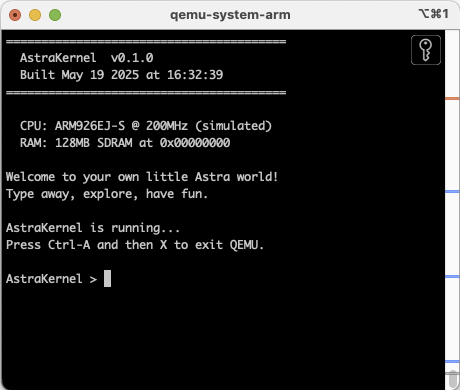 qemu-system-arm
⌥⌘1
AstraKernel v0.1.0
Built May 19 2025 at 16:32:39
CPU: ARM926EJ-S @ 200MHz (simulated)
RAM: 128MB SDRAM at 0x00000000
Welcome to your own little Astra world!
Type away, explore, have fun.
AstraKernel is running...
Press Ctrl-A and then X to exit QEMU.
AstraKernel >